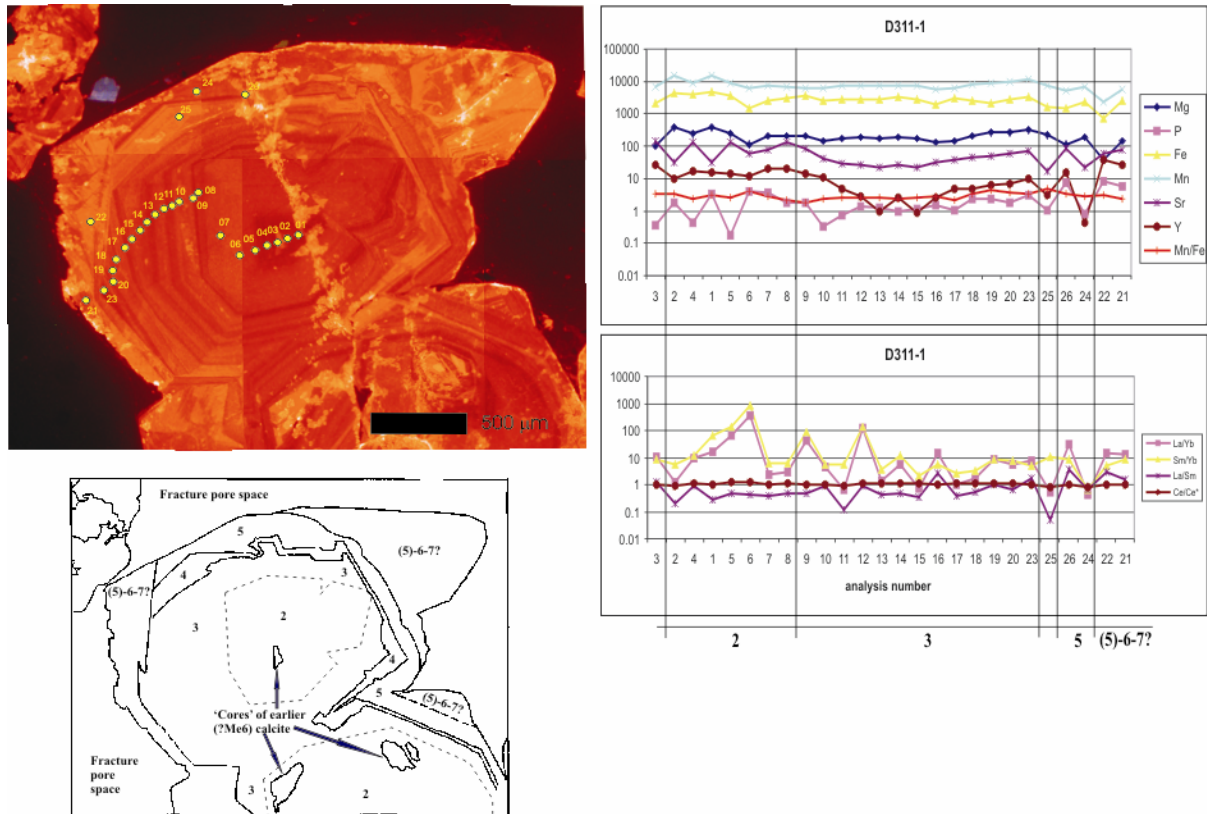 24
26
25
08
10
11
12
13
14
15
16
17
18
19
20
23
21
22
09
07
06
05
04
03
02
01
500 µm
D311-1
100000
10000
1000
100
10
1
0.1
0.01
3 2 4 1 5 6 7 8 9 10 11 12 13 14 15 16 17 18 19 20 23 25 26 24 22 21
Mg
P
Fe
Mn
Sr
Y
Mn/Fe
D311-1
10000
1000
100
10
1
0.1
0.01
3 2 4 1 5 6 7 8 9 10 11 12 13 14 15 16 17 18 19 20 23 25 26 24 22 21
analysis number
La/Yb
Sm/Yb
La/Sm
Ce/Ce*
2 3 5 (5)-6-7?
Fracture pore space
5
(5)-6-7?
(5)-6-7?
4
3
3
2
4
5
(5)-6-7?
'Cores' of earlier
(?Me6) calcite
Fracture
pore
space
3
2